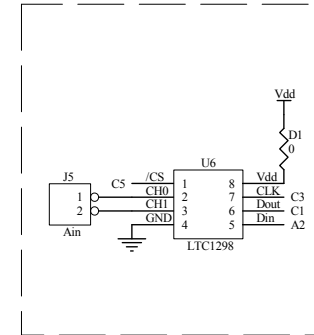 Vdd
D1
0
U6
J5
C5 /CS 1 8 Vdd
1 CH0 2 7 CLK C3
2 CH1 3 6 Dout C1
GND 4 5 Din A2
Ain
LTC1298